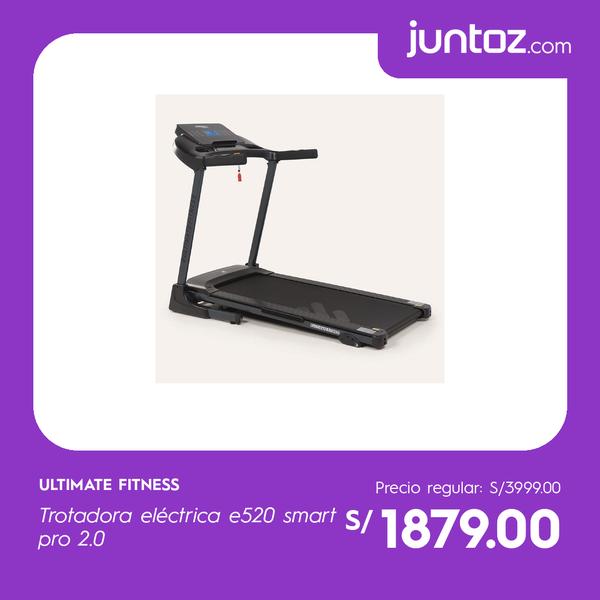 juntoz.com
ULTIMATE FITNESS
Precio regular: S/3999.00
Trotadora eléctrica e520 smart
pro 2.0
S/1879.00